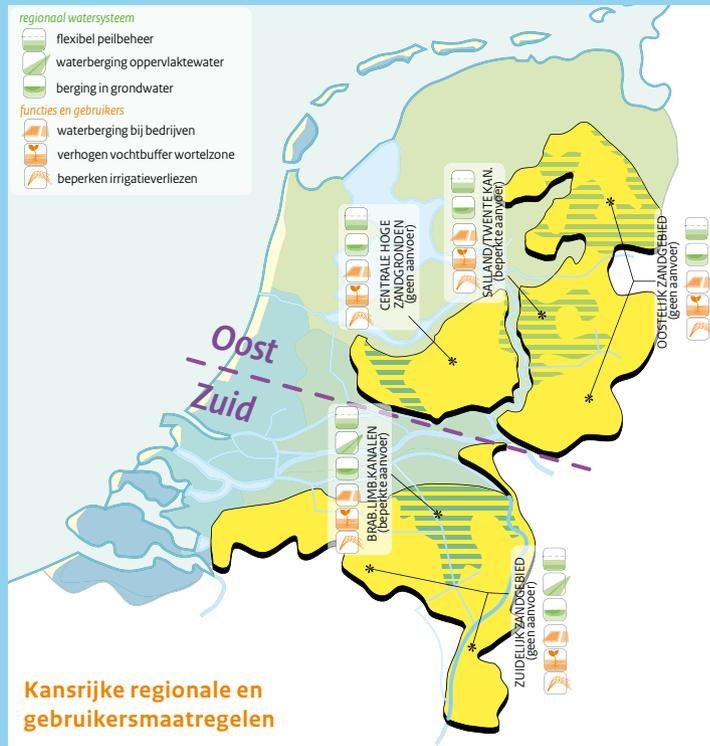 regionaal watersysteem
flexibel peilbeheer
waterberging oppervlaktewater
berging in grondwater
functies en gebruikers
waterberging bij bedrijven
verhogen vochtbuffer wortelzone
beperken irrigatieverliezen
CENTRALE HOGE
ZANDGRONDEN
(geen aanvoer)
SALLAND/TWENTE KAN.
(beperkte aanvoer)
OOSTELIJK ZANDGEBIED
(geen aanvoer)
Oost
Zuid
BRAB.LIMB.KANALEN
(beperkte aanvoer)
ZUIDELIJK ZANDGEBIED
(geen aanvoer)
Kansrijke regionale en
gebruikersmaatregelen